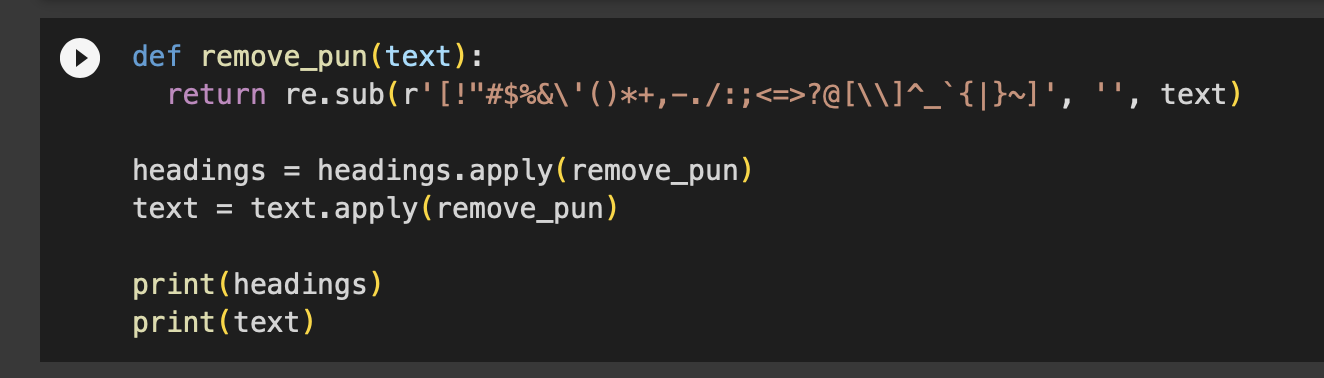 def remove_pun(text):
  return re.sub(r'[!"#$%&\'()*+,-./:;<=>?@[\\]^_`{|}~]', '', text)
headings = headings.apply(remove_pun)
text = text.apply(remove_pun)
print(headings)
print(text)